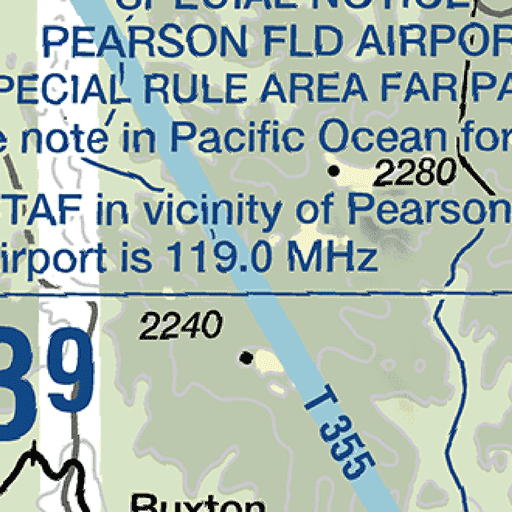 SPECIAL NOTICE
PEARSON FLD AIRPOR
PECIAL RULE AREA FAR PA
e note in Pacific Ocean for
2280
TAF in vicinity of Pearson
irport is 119.0 MHz
2240
39
T 355
Ruxton